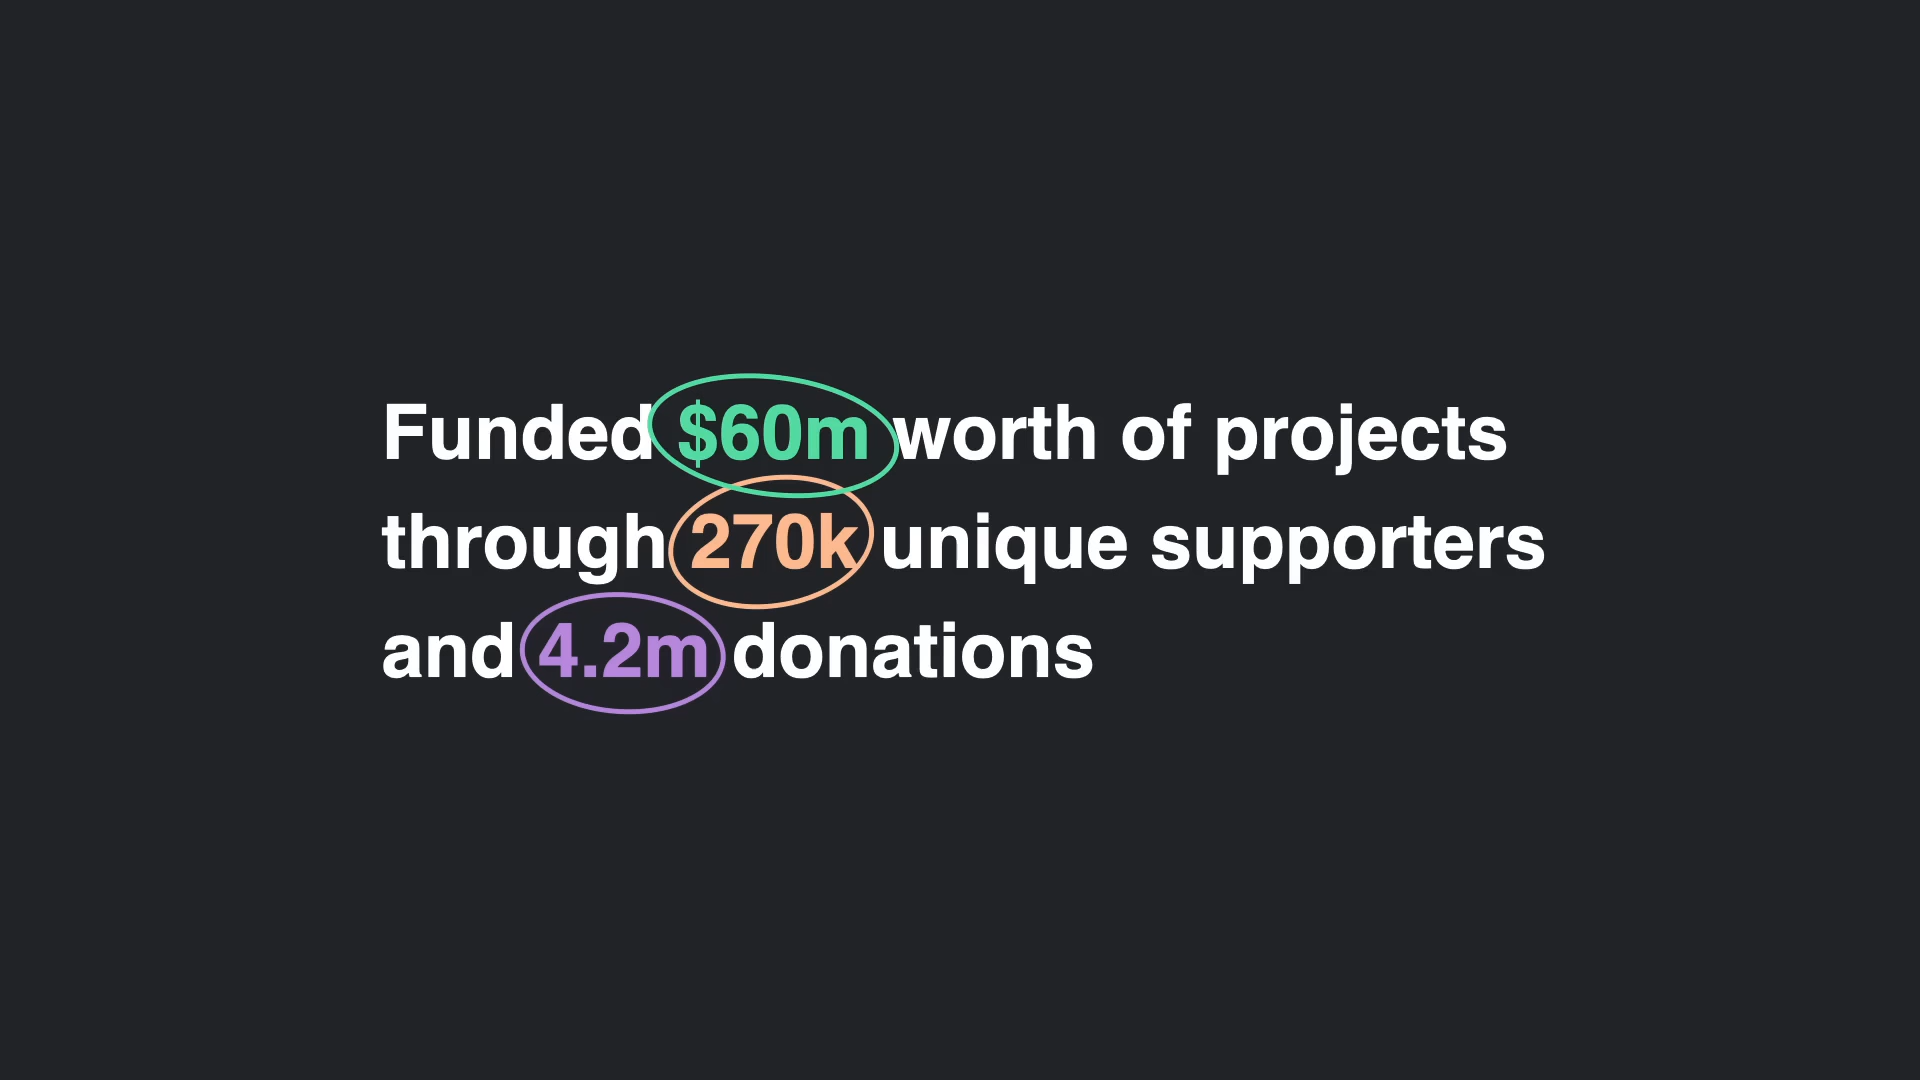 Funded $60m worth of projects
through 270k unique supporters
and 4.2m donations